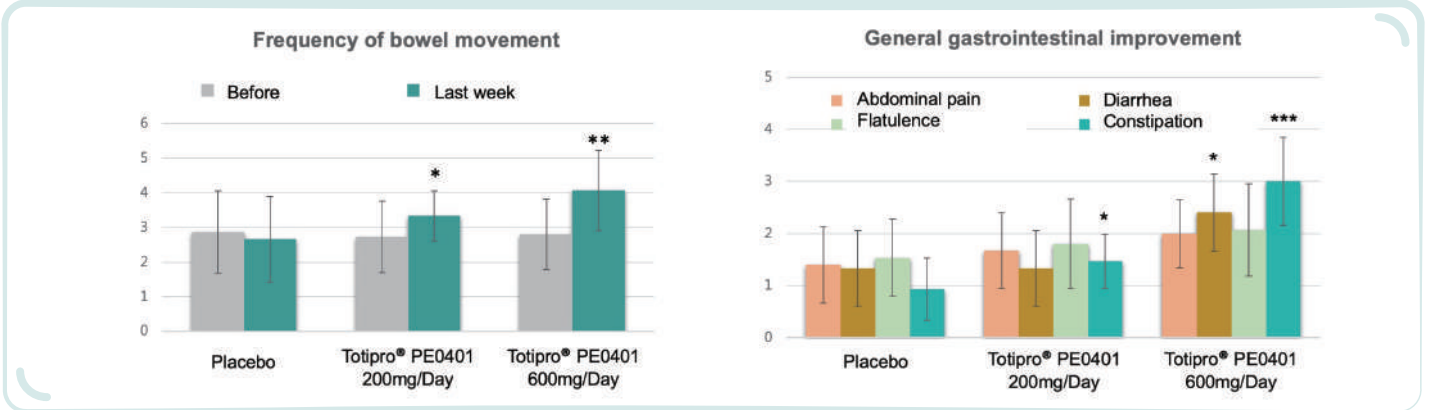 Frequency of bowel movement
Before
Last week
6
5
4
3
2
1
0
*
**
Placebo
Totipro® PE0401
200mg/Day
Totipro® PE0401
600mg/Day
General gastrointestinal improvement
5
4
3
2
1
0
Abdominal pain
Diarrhea
Flatulence
Constipation
*
*
***
Placebo
Totipro® PE0401
200mg/Day
Totipro® PE0401
600mg/Day